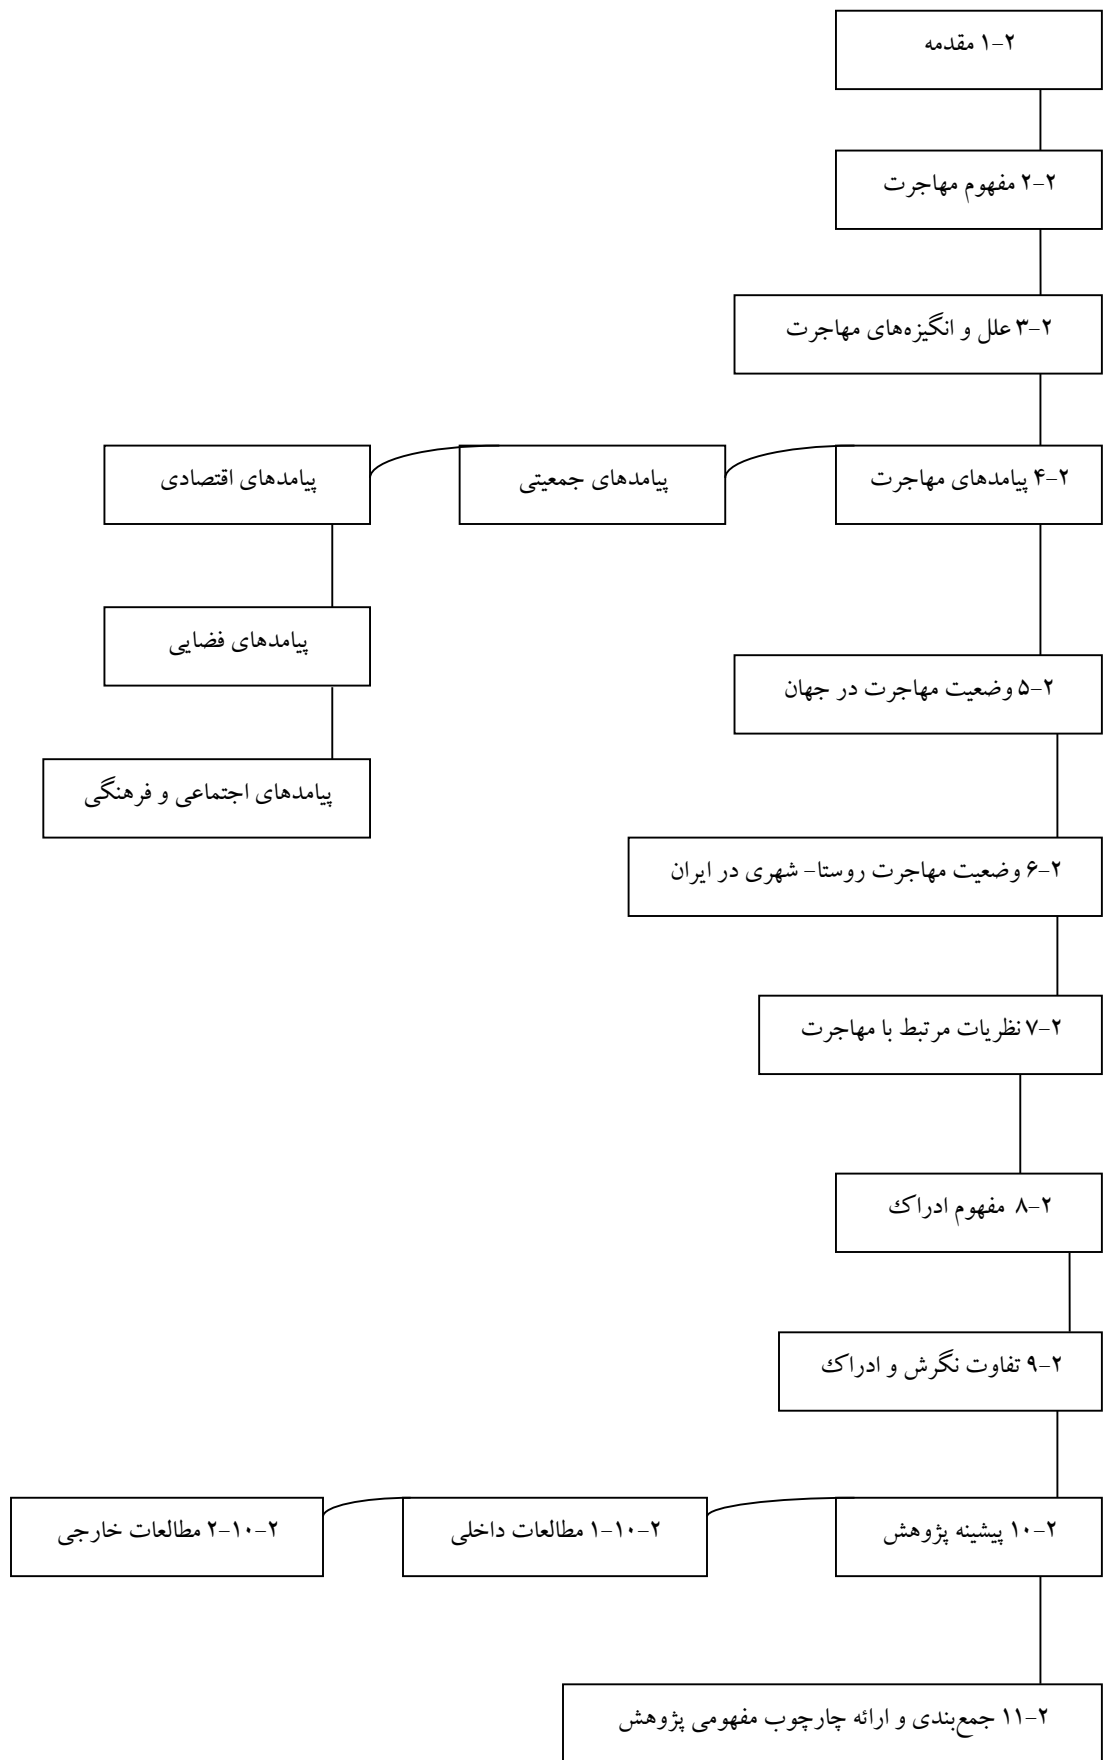 ۲-۱ مقدمه
۲-۲ مفهوم مهاجرت
۲-۳ علل و انگیزه‌های مهاجرت
۲-۴ پیامدهای مهاجرت
پیامدهای جمعیتی
پیامدهای اقتصادی
پیامدهای فضایی
۲-۵ وضعیت مهاجرت در جهان
پیامدهای اجتماعی و فرهنگی
۲-۶ وضعیت مهاجرت روستا- شهری در ایران
۲-۷ نظریات مرتبط با مهاجرت
۲-۸ مفهوم ادراک
۲-۹ تفاوت نگرش و ادراک
۲-۱۰ پیشینه پژوهش
۲-۱۰-۱ مطالعات داخلی
۲-۱۰-۲ مطالعات خارجی
۲-۱۱ جمع‌بندی و ارائه چارچوب مفهومی پژوهش